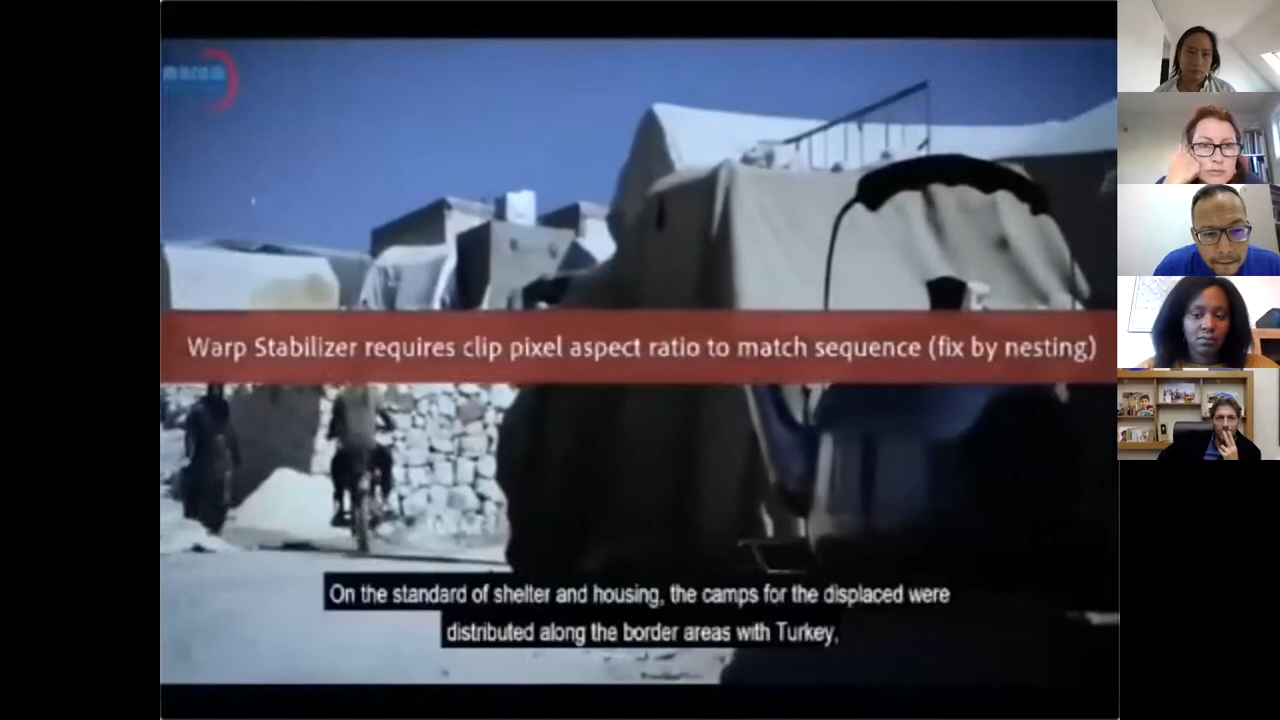 Warp Stabilizer requires clip pixel aspect ratio to match sequence (fix by nesting)
On the standard of shelter and housing, the camps for the displaced were
distributed along the border areas with Turkey,